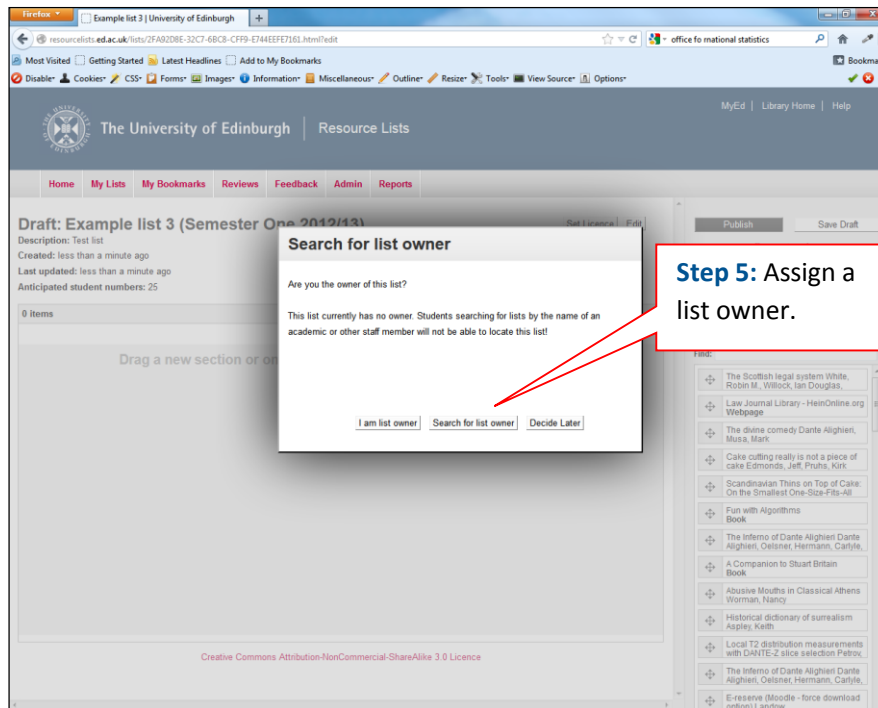 Firefox
Example list 3 | University of Edinburgh
+
resourcelists.ed.ac.uk/lists/2FA92D8E-32C7-6BC8-CFF9-E744EEFE7161.html?edit
office fo mational statistics
Most Visited Getting Started Latest Headlines Add to My Bookmarks
Bookma
Disable Cookies CSS Forms Images Information Miscellaneous Outline Resize Tools View Source Options
MyEd | Library Home | Help
The University of Edinburgh | Resource Lists
Home My Lists My Bookmarks Reviews Feedback Admin Reports
Draft: Example list 3 (Semester One 2012/13)
Set Licence Edit
Publish Save Draft
Description: Test list
Created: less than a minute ago
Last updated: less than a minute ago
Anticipated student numbers: 25
0 items
Drag a new section or
Search for list owner
Are you the owner of this list?
This list currently has no owner. Students searching for lists by the name of an
academic or other staff member will not be able to locate this list!
I am list owner Search for list owner Decide Later
Step 5: Assign a
list owner.
Find:
The Scottish legal system White,
Robin M., Willock, Ian Douglas,
Law Journal Library - HeinOnline.org
Webpage
The divine comedy Dante Alighieri,
Musa, Mark
Cake cutting really is not a piece of
cake Edmonds, Jeff, Pruhs, Kirk
Scandinavian Thins on Top of Cake:
On the Smallest One-Size-Fits-All
Fun with Algorithms
Book
The Inferno of Dante Alighieri Dante
Alighieri, Oelsner, Hermann, Carlyle,
A Companion to Stuart Britain
Book
Abusive Mouths in Classical Athens
Worman, Nancy
Historical dictionary of surrealism
Aspley, Keith
Local T2 distribution measurements
with DANTE-Z slice selection Petrov,
The Inferno of Dante Alighieri Dante
Alighieri, Oelsner, Hermann, Carlyle,
E-reserve (Moodle - force download
option) Landow
Creative Commons Attribution-NonCommercial-ShareAlike 3.0 Licence